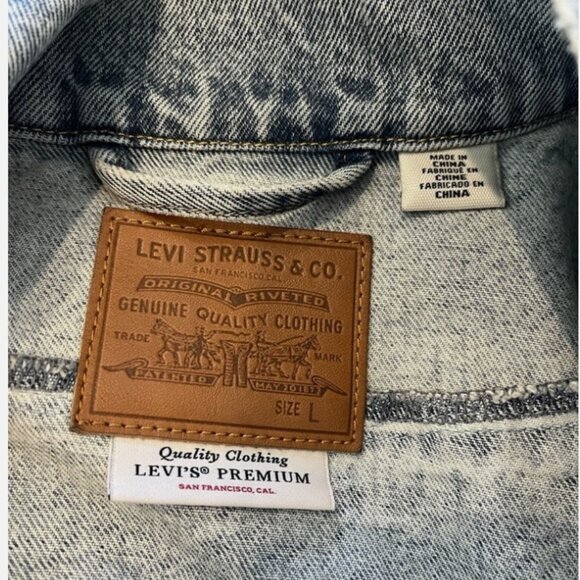 MADE IN
CHINA
FABRIQUÉ EN
CHINE
FABRICADO EN
CHINA
LEVI STRAUSS & CO.
SAN FRANCISCO, CAL.
ORIGINAL RIVETED
GENUINE QUALITY CLOTHING
TRADE MARK
PATENTED MAY 20 1873
SIZE L
Quality Clothing
LEVI'S® PREMIUM
SAN FRANCISCO, CAL.